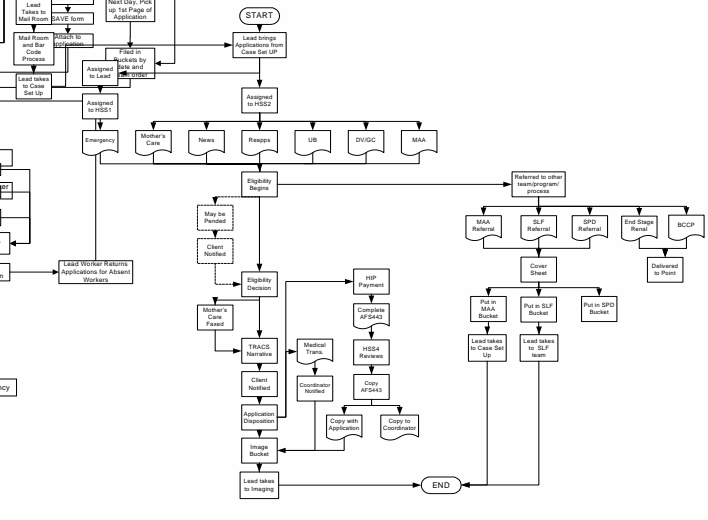 Lead
Takes to
Mail Room
SAVE form
Next Day, Pick
up 1st Page of
Application
START
Mail Room
and Bar
Code
Process
Attach to
Application
Lead brings
Applications from
Case Set UP
Filed in
Buckets by
date and
order
Assigned
to Lead
Lead takes
to Case
Set Up
Assigned
to HSS1
Assigned
to HSS2
Emergency
Mother's
Care
News
Reapps
UB
DV/GC
MAA
Eligibility
Begins
Referred to other
team/program/
process
May be
Pended
Client
Notified
MAA
Referral
SLF
Referral
SPD
Referral
End Stage
Renal
BCCP
Lead Worker Returns
Applications for Absent
Workers
Cover
Sheet
Delivered
to Point
Eligibility
Decision
HIP
Payment
Mother's
Care
Faxed
Complete
AFS443
Put in
MAA
Bucket
Put in SLF
Bucket
Put in SPD
Bucket
TRACS
Narrative
Medical
Trans.
HSS4
Reviews
Lead takes
to Case Set
Up
Lead takes
to SLF
team
Client
Notified
Coordinator
Notified
Copy
AFS443
ncy
Application
Disposition
Copy with
Application
Copy to
Coordinator
Image
Bucket
Lead takes
to Imaging
END